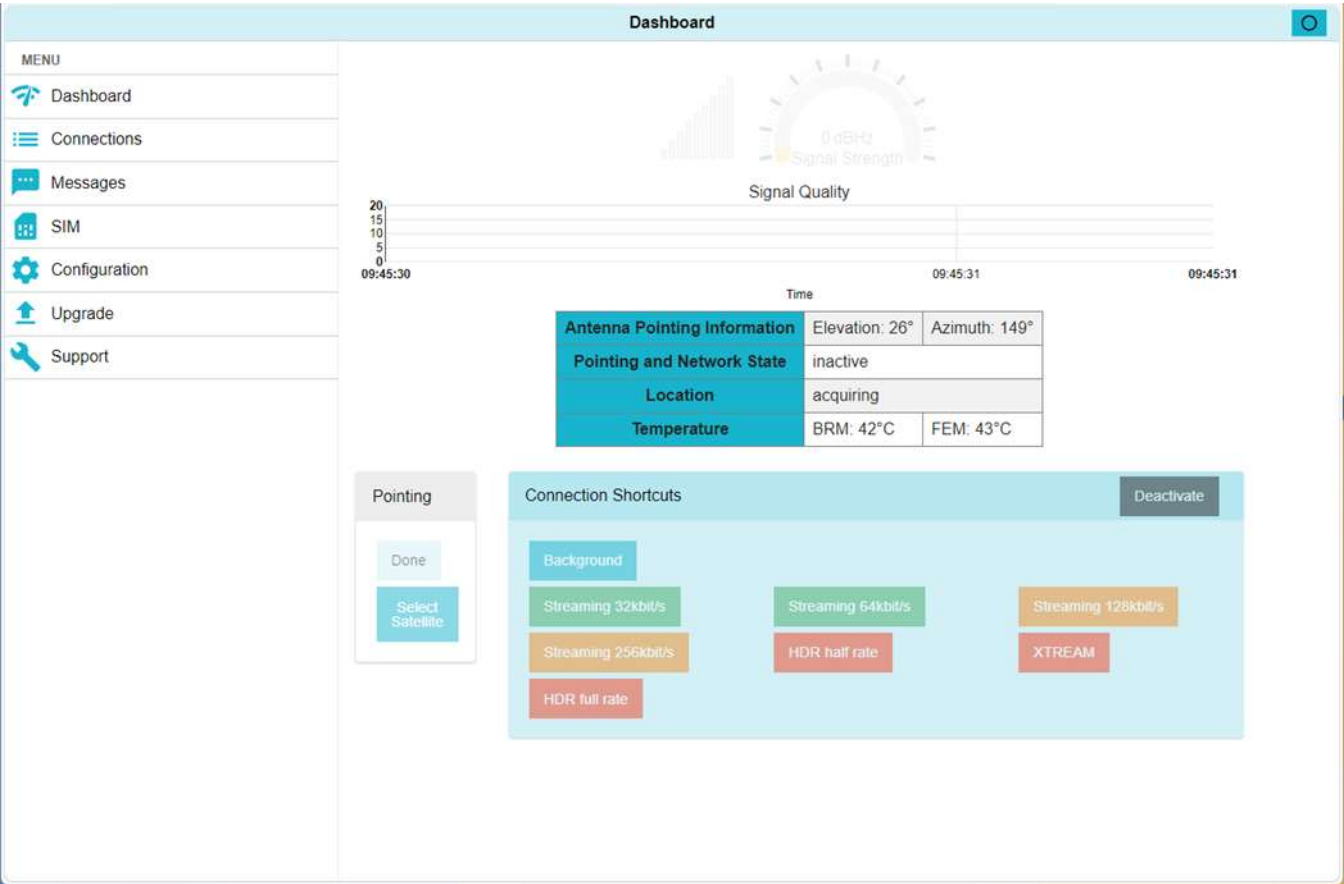 Dashboard
MENU
Dashboard
Connections
Messages
SIM
Configuration
Upgrade
Support
0 dBHz
Signal Strength
Signal Quality
20
15
10
5
0
09:45:30 09:45:31 09:45:31
Time
Antenna Pointing Information Elevation: 26° Azimuth: 149°
Pointing and Network State inactive
Location acquiring
Temperature BRM: 42°C FEM: 43°C
Pointing
Done
Select
Satellite
Connection Shortcuts Deactivate
Background
Streaming 32kbit/s Streaming 64kbit/s Streaming 128kbit/s
Streaming 256kbit/s HDR half rate XTREAM
HDR full rate